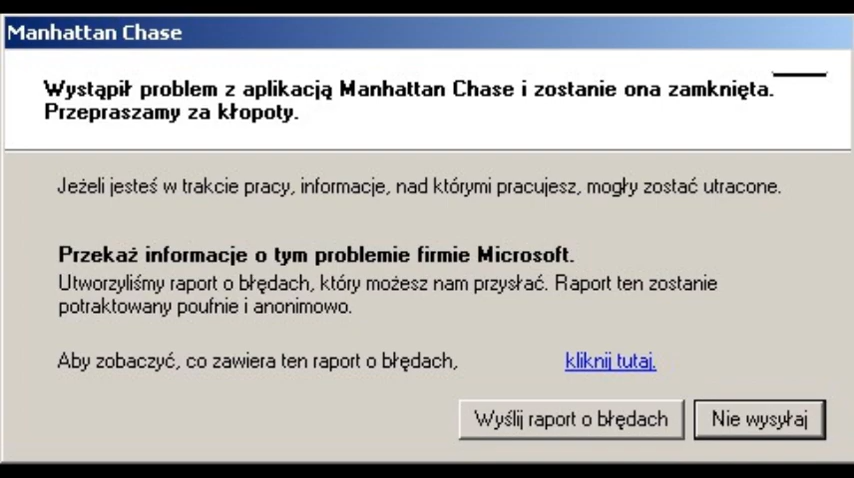 Manhattan Chase
Wystąpił problem z aplikacją Manhattan Chase i zostanie ona zamknięta.
Przepraszamy za kłopoty.
Jeżeli jesteś w trakcie pracy, informacje, nad którymi pracujesz, mogły zostać utracone.
Przekaż informacje o tym problemie firmie Microsoft.
Utworzyliśmy raport o błędach, który możesz nam przysłać. Raport ten zostanie
potraktowany poufnie i anonimowo.
Aby zobaczyć, co zawiera ten raport o błędach, kliknij tutaj.
Wyślij raport o błędach Nie wysyłaj